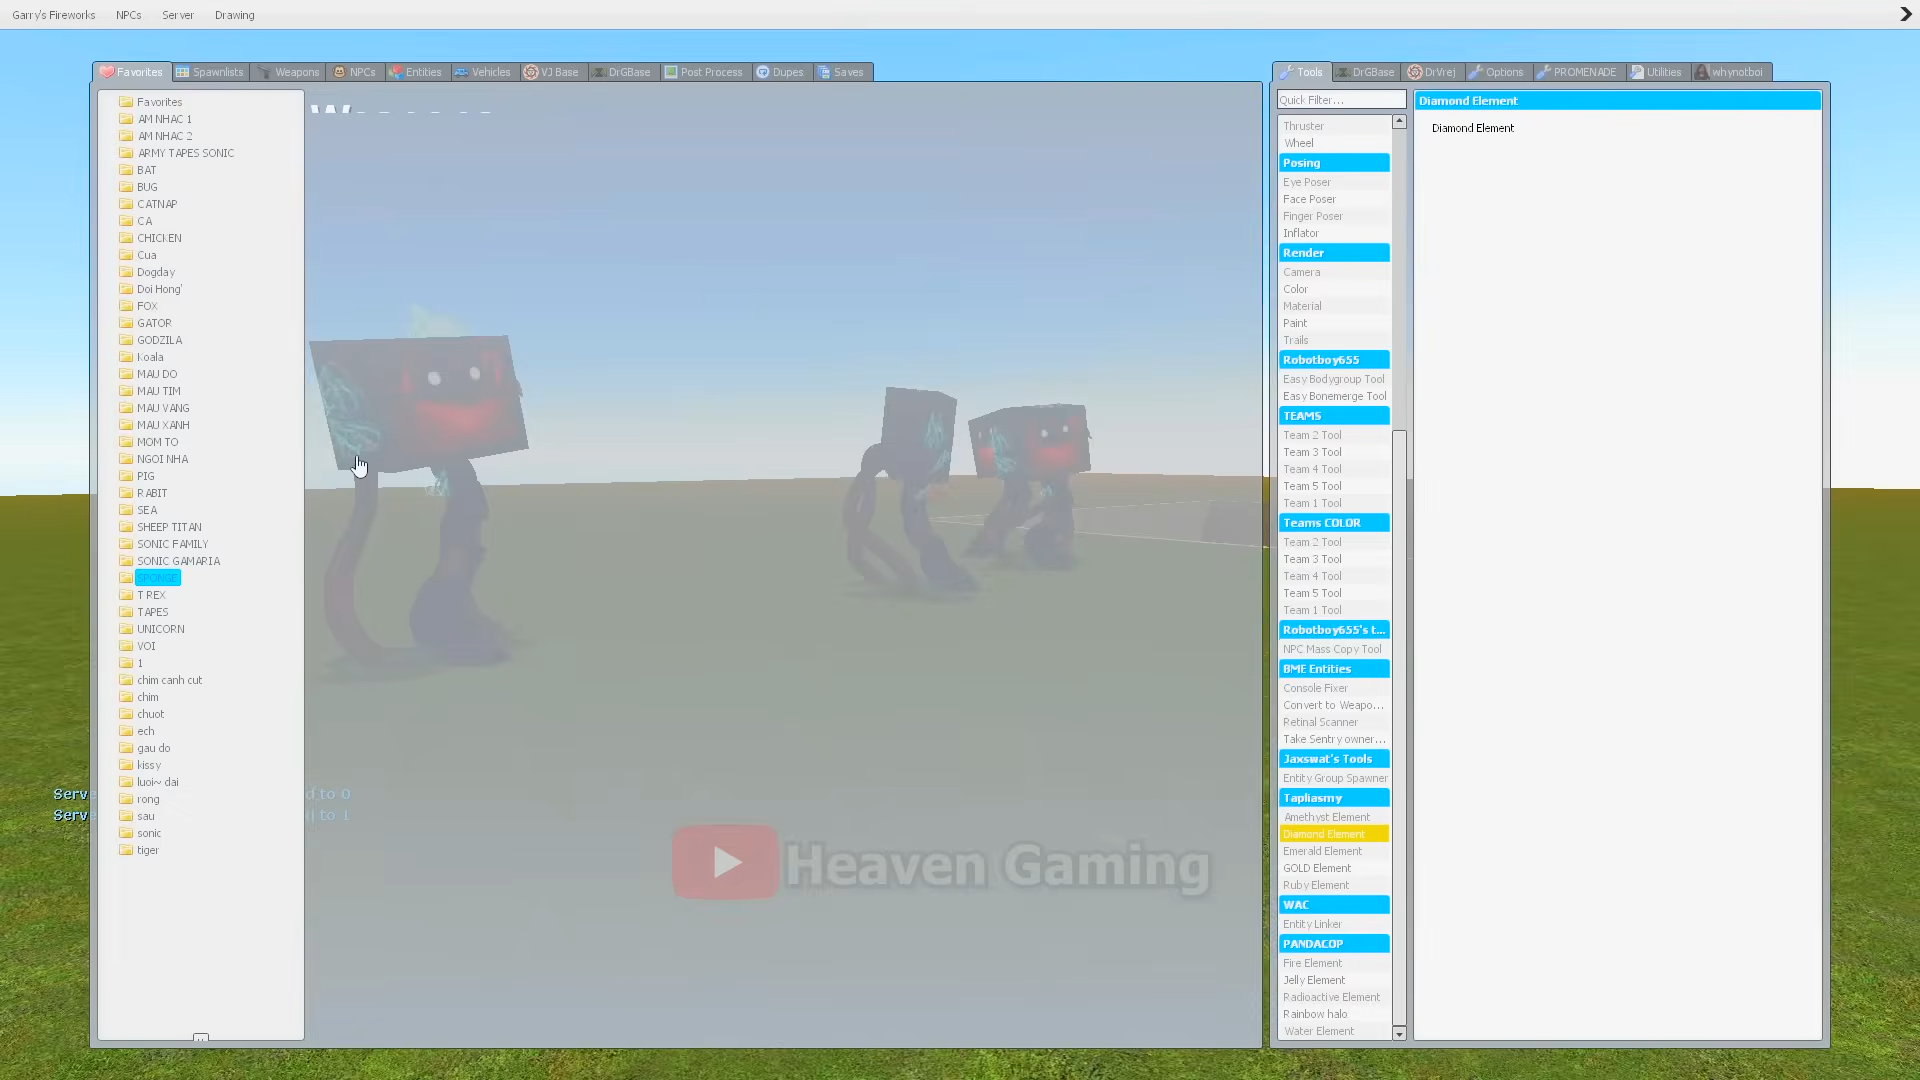 Garry's Fireworks NPCs Server Drawing
Favorites Spawnlists Weapons NPCs Entities Vehicles VJ Base DrGBase Post Process Dupes Saves
Favorites
AM NHAC 1
AM NHAC 2
ARMY TAPES SONIC
BAT
BUG
CATNAP
CA
CHICKEN
Cua
Dogday
Doi Hong'
FOX
GATOR
GODZILA
Koala
MAU DO
MAU TIM
MAU VANG
MAU XANH
MOM TO
NGOI NHA
PIG
RABIT
SEA
SHEEP TITAN
SONIC FAMILY
SONIC GAMARIA
SPONGE
T REX
TAPES
UNICORN
VOI
1
chim canh cut
chim
chuot
ech
gau do
kissy
luoi~ dai
rong
sau
sonic
tiger
Serv d to 0
Serv to 1
Heaven Gaming
Tools DrGBase DrVrej Options PROMENADE Utilities whynotboi
Quick Filter...
Thruster
Wheel
Posing
Eye Poser
Face Poser
Finger Poser
Inflator
Render
Camera
Color
Material
Paint
Trails
Robotboy655
Easy Bodygroup Tool
Easy Bonemerge Tool
TEAMS
Team 2 Tool
Team 3 Tool
Team 4 Tool
Team 5 Tool
Team 1 Tool
Teams COLOR
Team 2 Tool
Team 3 Tool
Team 4 Tool
Team 5 Tool
Team 1 Tool
Robotboy655's t...
NPC Mass Copy Tool
BME Entities
Console Fixer
Convert to Weapo...
Retinal Scanner
Take Sentry owner...
Jaxswat's Tools
Entity Group Spawner
Tapliasmy
Amethyst Element
Diamond Element
Emerald Element
GOLD Element
Ruby Element
WAC
Entity Linker
PANDACOP
Fire Element
Jelly Element
Radioactive Element
Rainbow halo
Water Element
Diamond Element
Diamond Element